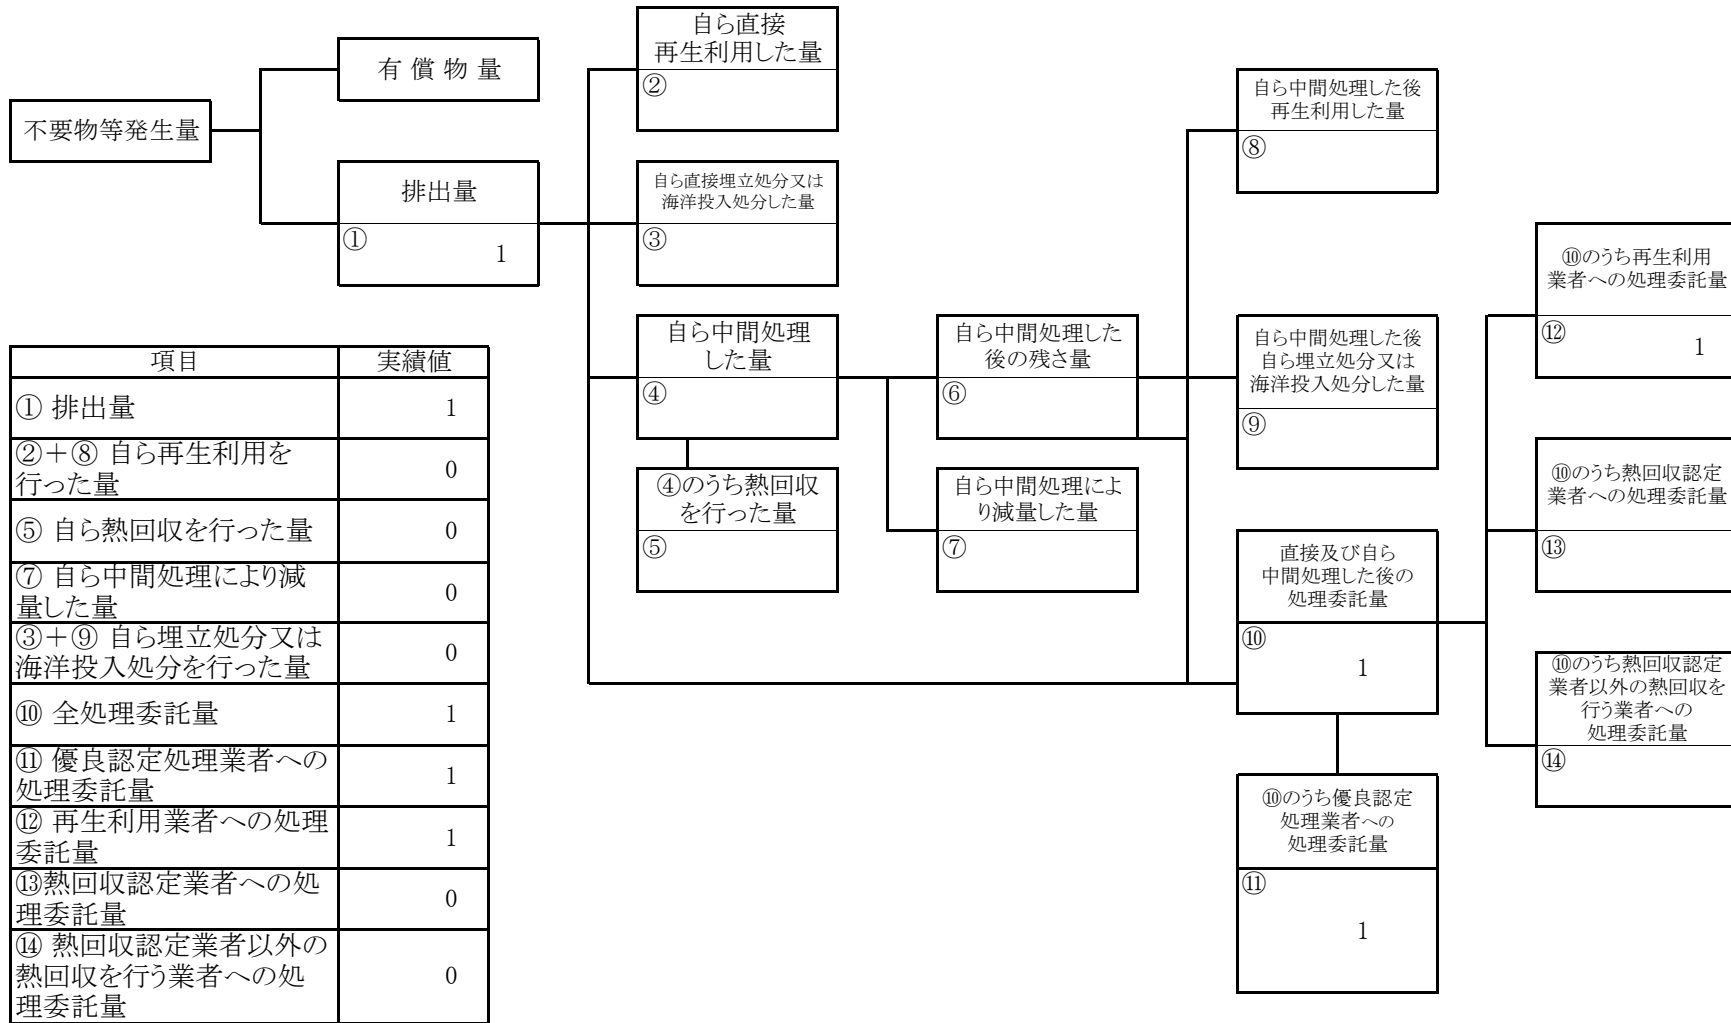 不要物等発生量
有 償 物 量
排出量
①
1
自ら直接
再生利用した量
②
自ら直接埋立処分又は
海洋投入処分した量
③
自ら中間処理
した量
④
④のうち熱回収
を行った量
⑤
自ら中間処理した
後の残さ量
⑥
自ら中間処理によ
り減量した量
⑦
自ら中間処理した後
再生利用した量
⑧
自ら中間処理した後
自ら埋立処分又は
海洋投入処分した量
⑨
直接及び自ら
中間処理した後の
処理委託量
⑩
1
⑩のうち優良認定
処理業者への
処理委託量
⑪
1
⑩のうち再生利用
業者への処理委託量
⑫
1
⑩のうち熱回収認定
業者への処理委託量
⑬
⑩のうち熱回収認定
業者以外の熱回収を
行う業者への
処理委託量
⑭
項目 実績値
① 排出量 1
②＋⑧ 自ら再生利用を
行った量 0
⑤ 自ら熱回収を行った量 0
⑦ 自ら中間処理により減
量した量 0
③＋⑨ 自ら埋立処分又は
海洋投入処分を行った量 0
⑩ 全処理委託量 1
⑪ 優良認定処理業者への
処理委託量 1
⑫ 再生利用業者への処理
委託量 1
⑬熱回収認定業者への処
理委託量 0
⑭ 熱回収認定業者以外の
熱回収を行う業者への処
理委託量 0